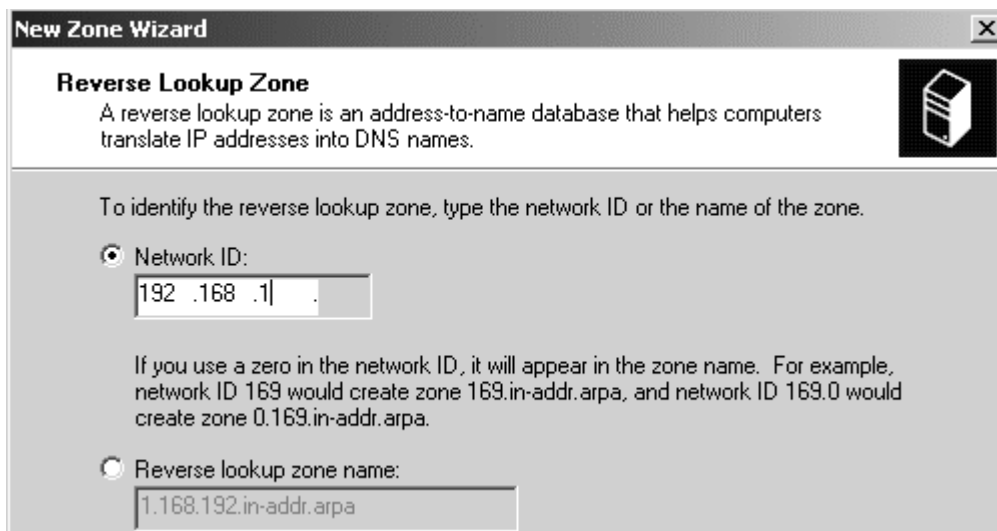 New Zone Wizard
Reverse Lookup Zone
A reverse lookup zone is an address-to-name database that helps computers
translate IP addresses into DNS names.
To identify the reverse lookup zone, type the network ID or the name of the zone.
Network ID:
192 .168 .1 .
If you use a zero in the network ID, it will appear in the zone name. For example,
network ID 169 would create zone 169.in-addr.arpa, and network ID 169.0 would
create zone 0.169.in-addr.arpa.
Reverse lookup zone name:
1.168.192.in-addr.arpa